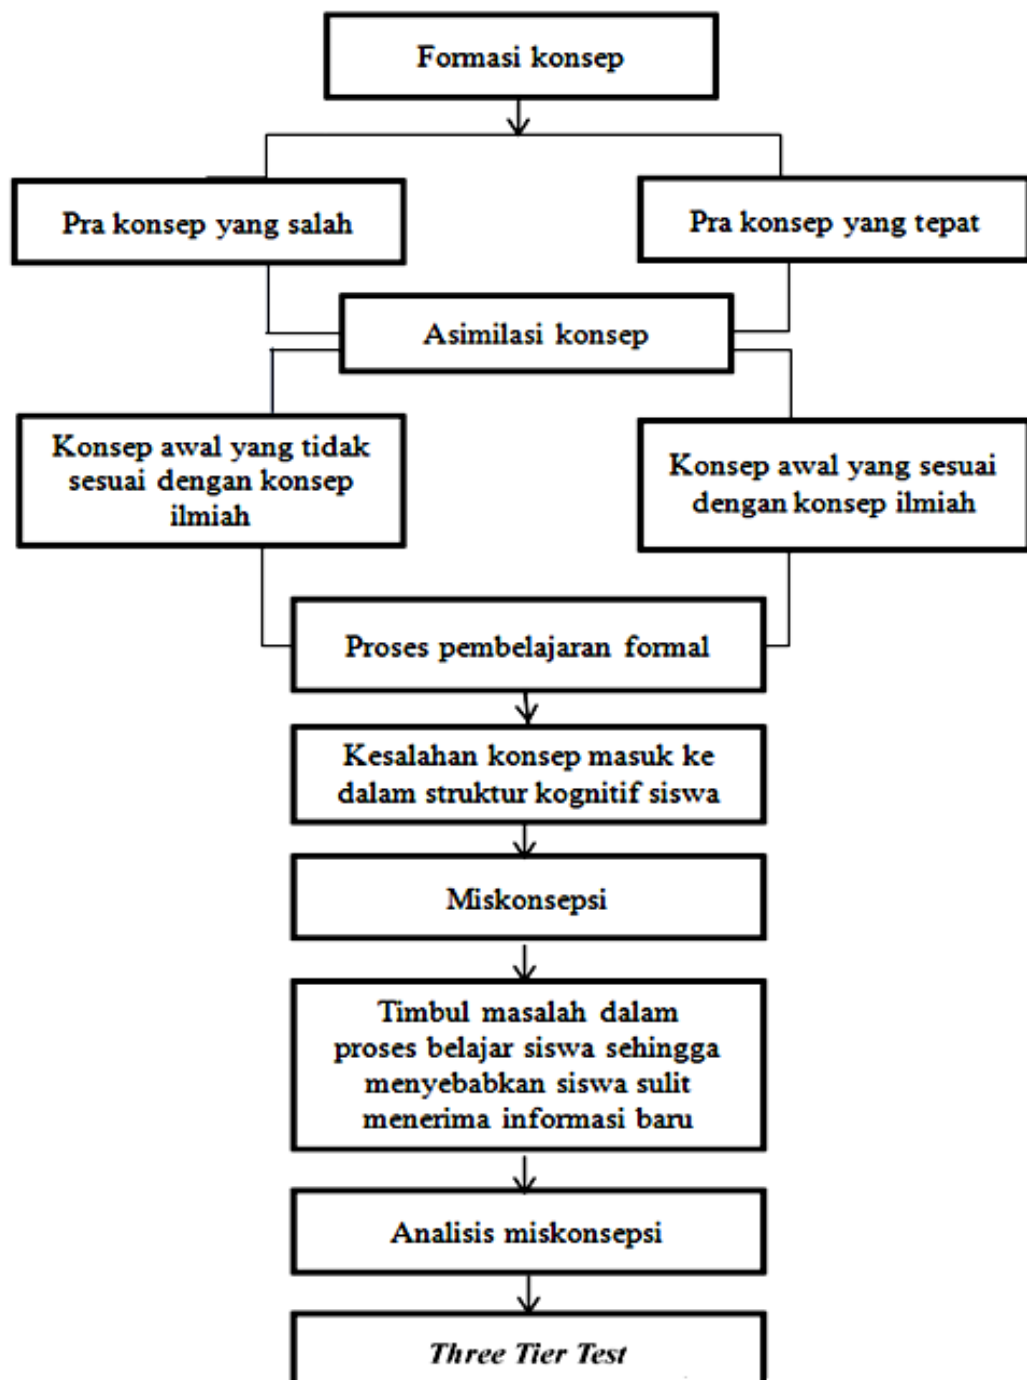 Formasi konsep
Pra konsep yang salah
Pra konsep yang tepat
Asimilasi konsep
Konsep awal yang tidak
sesuai dengan konsep
ilmiah
Konsep awal yang sesuai
dengan konsep ilmiah
Proses pembelajaran formal
Kesalahan konsep masuk ke
dalam struktur kognitif siswa
Miskonsepsi
Timbul masalah dalam
proses belajar siswa sehingga
menyebabkan siswa sulit
menerima informasi baru
Analisis miskonsepsi
Three Tier Test